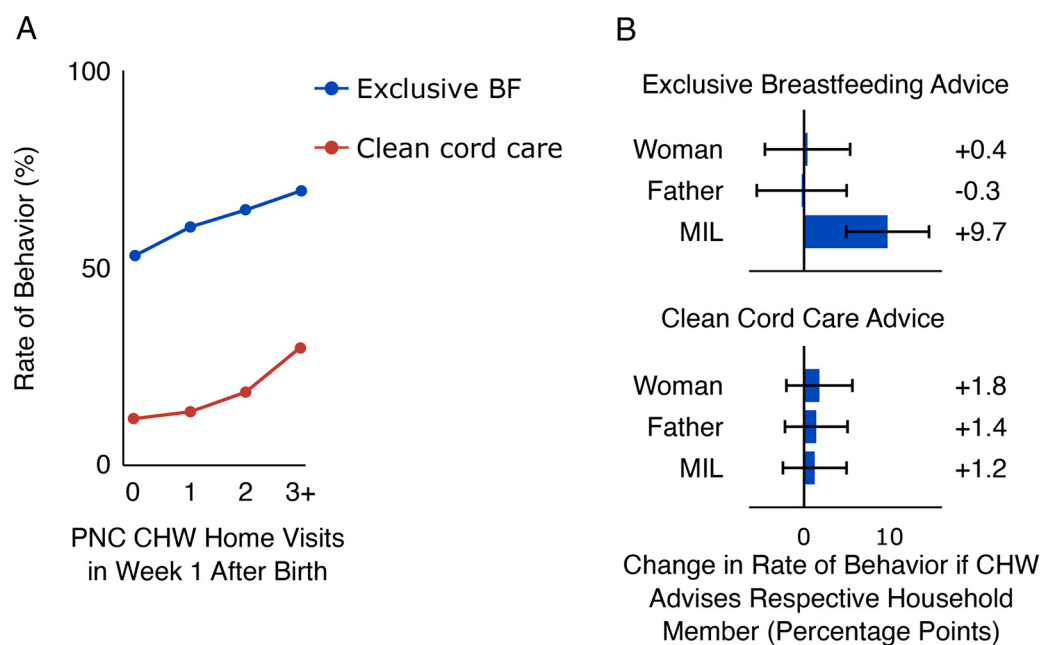 A
100
50
0
Rate of Behavior (%)
Exclusive BF
Clean cord care
0 1 2 3+
PNC CHW Home Visits
in Week 1 After Birth
B
Exclusive Breastfeeding Advice
Woman +0.4
Father -0.3
MIL +9.7
Clean Cord Care Advice
Woman +1.8
Father +1.4
MIL +1.2
0 10
Change in Rate of Behavior if CHW
Advises Respective Household
Member (Percentage Points)